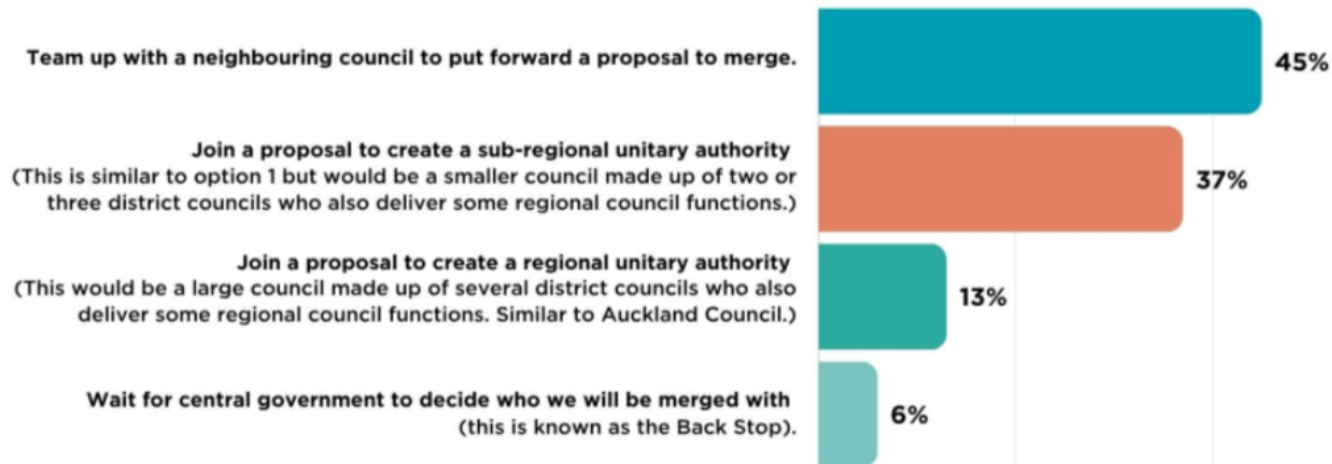 Team up with a neighbouring council to put forward a proposal to merge.
45%
Join a proposal to create a sub-regional unitary authority
(This is similar to option 1 but would be a smaller council made up of two or
three district councils who also deliver some regional council functions.)
37%
Join a proposal to create a regional unitary authority
(This would be a large council made up of several district councils who also
deliver some regional council functions. Similar to Auckland Council.)
13%
Wait for central government to decide who we will be merged with
(this is known as the Back Stop).
6%